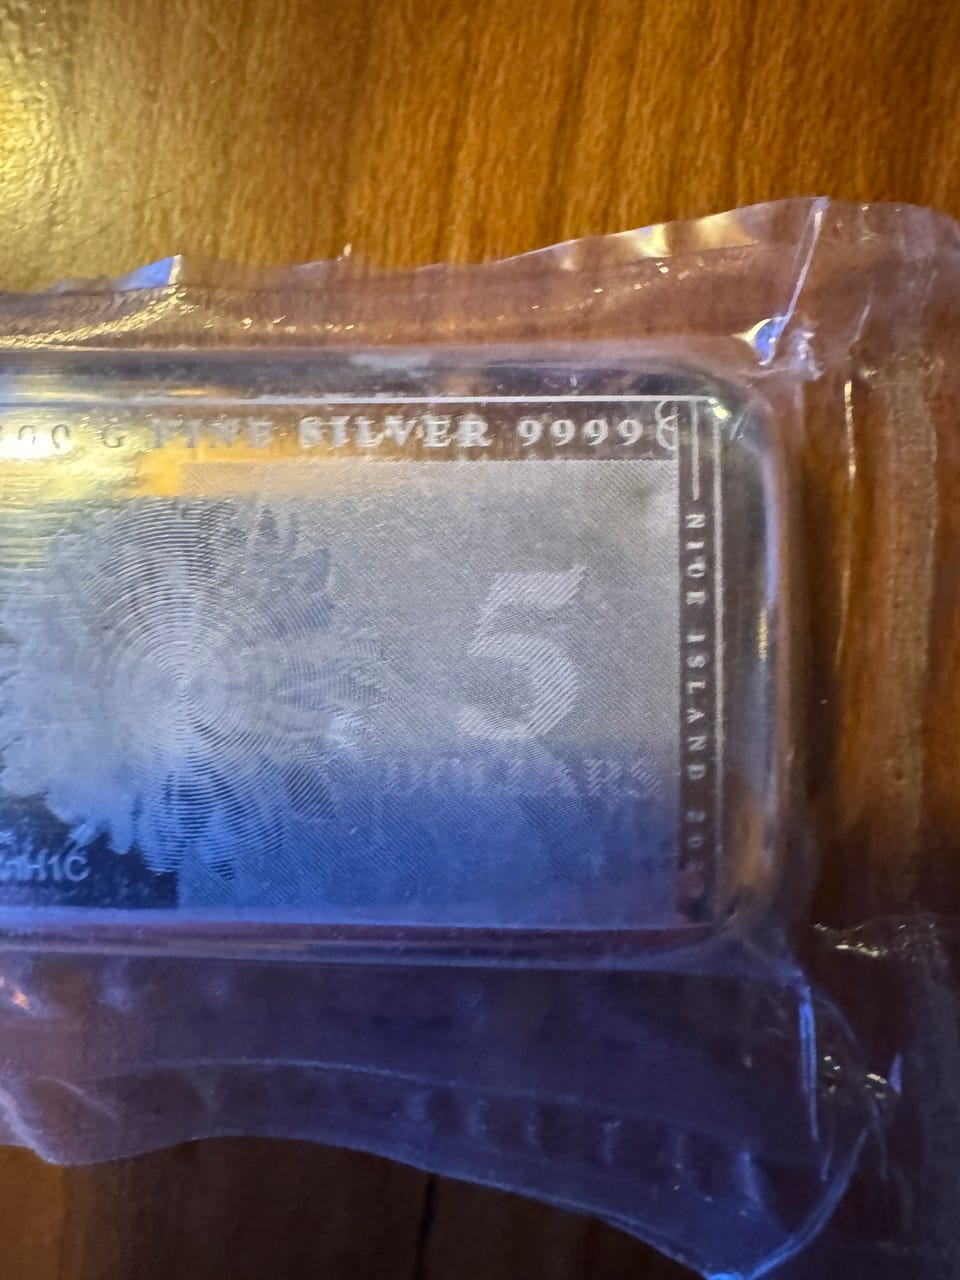 G FINE SILVER 9999
5
DOLLARS
NIUE ISLAND